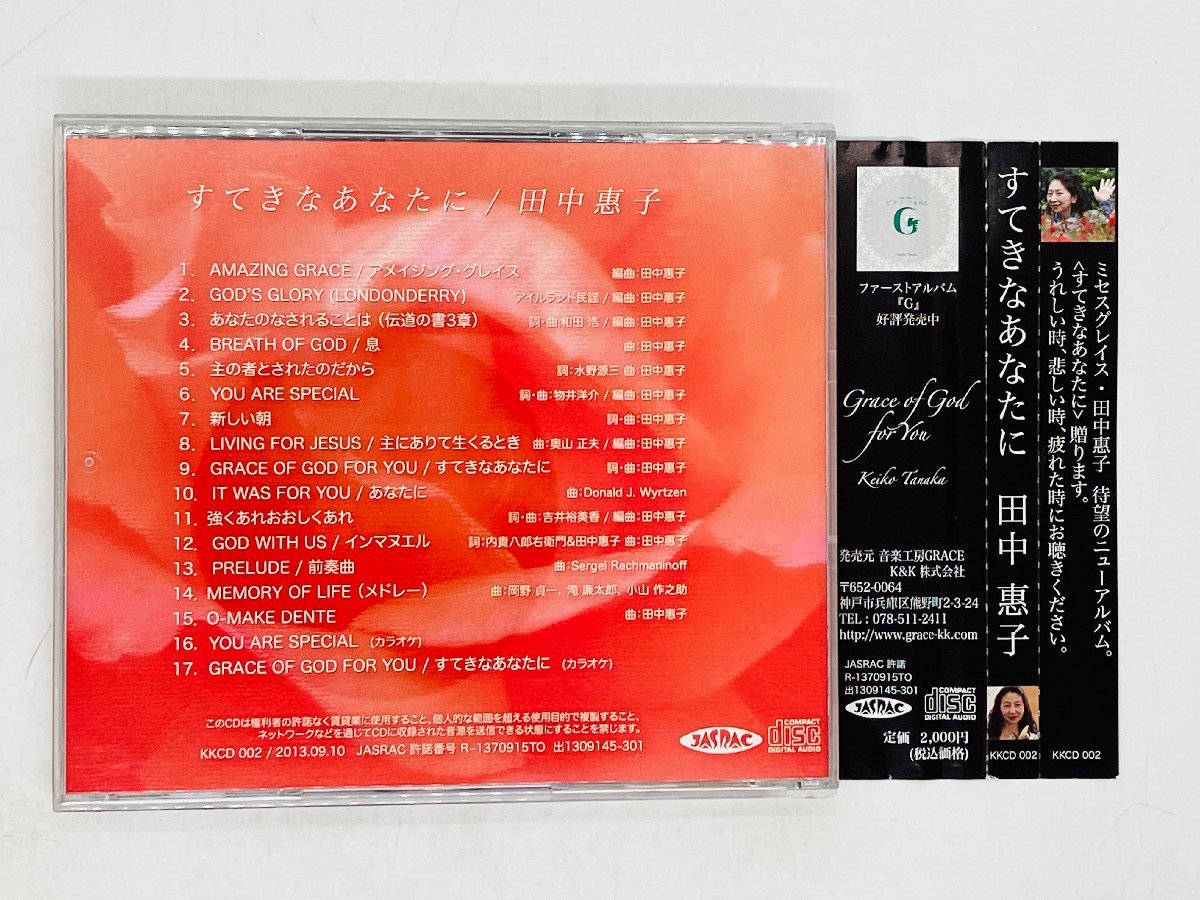 すてきなあなたに / 田中惠子
1. AMAZING GRACE / アメイジング・グレイス 編曲:田中惠子
2. GOD'S GLORY (LONDONDERRY) アイルランド民謡 / 編曲:田中惠子
3. あなたのなされることは（伝道の書3章） 詞・曲:和田 浩 / 編曲:田中惠子
4. BREATH OF GOD / 息 曲:田中惠子
5. 主の者とされたのだから 詞:水野源三 曲:田中惠子
6. YOU ARE SPECIAL 詞・曲:物井洋介 / 編曲:田中惠子
7. 新しい朝 詞・曲:田中惠子
8. LIVING FOR JESUS / 主にありて生くるとき 曲:奥山 正夫 / 編曲:田中惠子
9. GRACE OF GOD FOR YOU / すてきなあなたに 詞・曲:田中惠子
10. IT WAS FOR YOU / あなたに 曲:Donald J. Wyrtzen
11. 強くあれおおしくあれ 詞・曲:吉井裕美香 / 編曲:田中惠子
12. GOD WITH US / インマヌエル 詞:内貴八郎右衛門&田中惠子 曲:田中惠子
13. PRELUDE / 前奏曲 曲:Sergei Rachmaninoff
14. MEMORY OF LIFE（メドレー） 曲:岡野 貞一、滝 廉太郎、小山 作之助
15. O-MAKE DENTE 曲:田中惠子
16. YOU ARE SPECIAL（カラオケ）
17. GRACE OF GOD FOR YOU / すてきなあなたに（カラオケ）
このCDは権利者の許諾なく賃貸業に使用すること、個人的な範囲を超える使用目的で複製すること、
ネットワークなどを通じてCDに収録された音源を送信できる状態にすることを禁じます。
KKCD 002 / 2013.09.10 JASRAC 許諾番号 R-1370915TO 出1309145-301
JASRAC
COMPACT
disc
DIGITAL AUDIO
G
ファーストアルバム
『G』
好評発売中
Grace of God
for You
Keiko Tanaka
発売元 音楽工房GRACE
K&K 株式会社
〒652-0064
神戸市兵庫区熊野町2-3-24
TEL : 078-511-2411
http://www.grace-kk.com
JASRAC 許諾
R-1370915TO
出1309145-301
JASRAC
COMPACT
disc
DIGITAL AUDIO
定価 2,000円
(税込価格)
すてきなあなたに 田中 惠子
KKCD 002
ミセスグレイス・田中惠子 待望のニューアルバム。
<すてきなあなたに>贈ります。
うれしい時、悲しい時、疲れた時にお聴きください。
KKCD 002